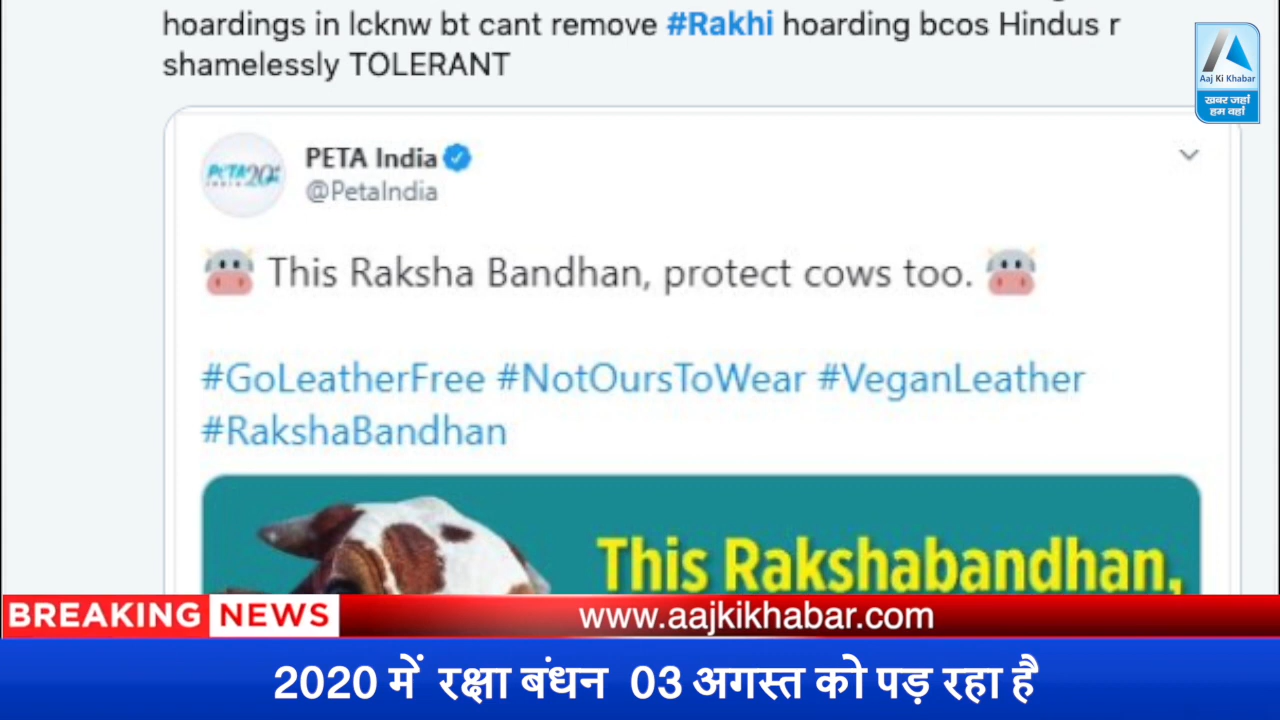 hoardings in lcknw bt cant remove #Rakhi hoarding bcos Hindus r
shamelessly TOLERANT
Aaj Ki Khabar
खबर जहां
हम वहां
PETA India
@PetaIndia
This Raksha Bandhan, protect cows too.
#GoLeatherFree #NotOursToWear #VeganLeather
#RakshaBandhan
This Rakshabandhan,
BREAKING NEWS
www.aajkikhabar.com
2020 में रक्षा बंधन 03 अगस्त को पड़ रहा है